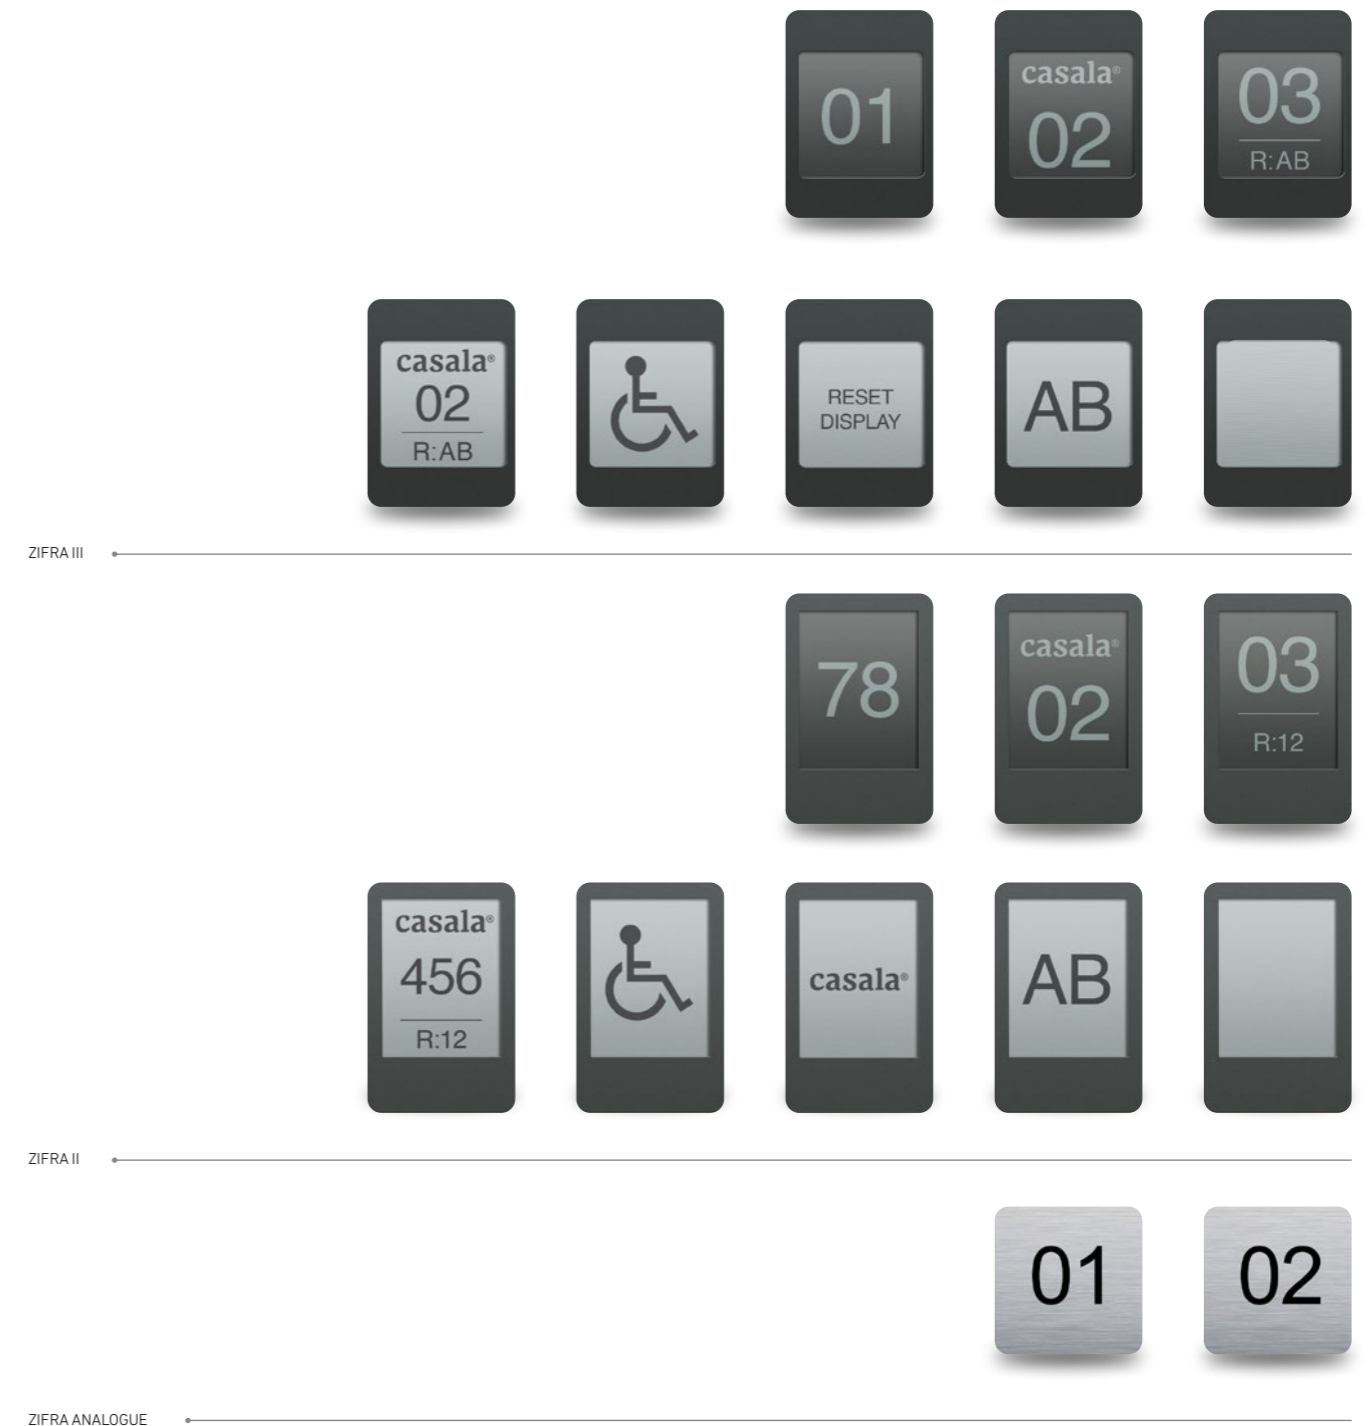 01
casala®
02
03
R:AB
casala®
02
R:AB
RESET
DISPLAY
AB
ZIFRA III
78
casala®
02
03
R:12
casala®
456
R:12
casala®
AB
ZIFRA II
01
02
ZIFRA ANALOGUE